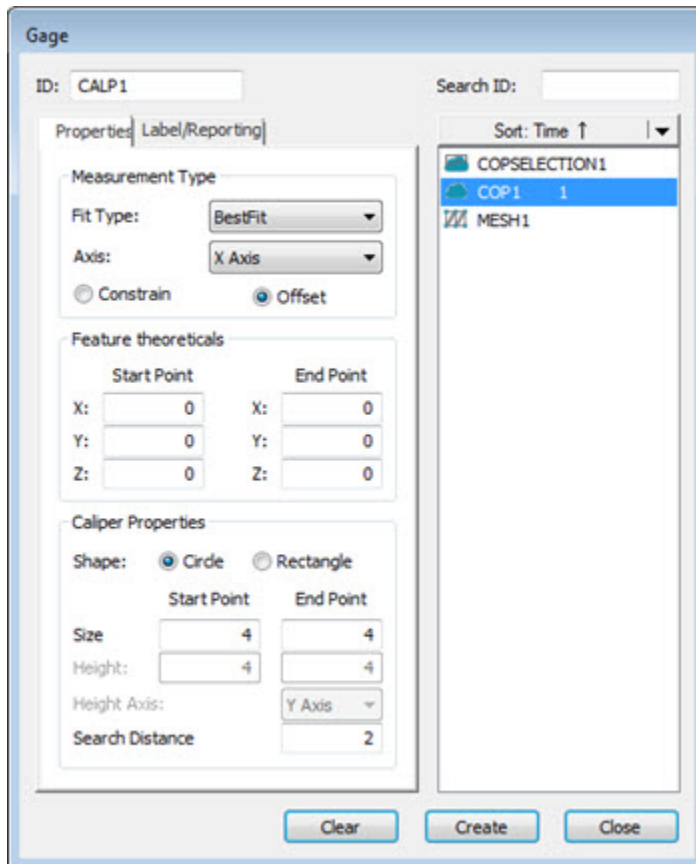 Gage
ID: CALP1 Search ID:
Properties Label/Reporting Sort: Time ↑
COPSELECTION1
COP1 1
MESH1
Measurement Type
Fit Type: BestFit
Axis: X Axis
Constrain Offset
Feature theoreticals
Start Point End Point
X: 0 X: 0
Y: 0 Y: 0
Z: 0 Z: 0
Caliper Properties
Shape: Circle Rectangle
Start Point End Point
Size 4 4
Height: 4 4
Height Axis: Y Axis
Search Distance 2
Clear Create Close